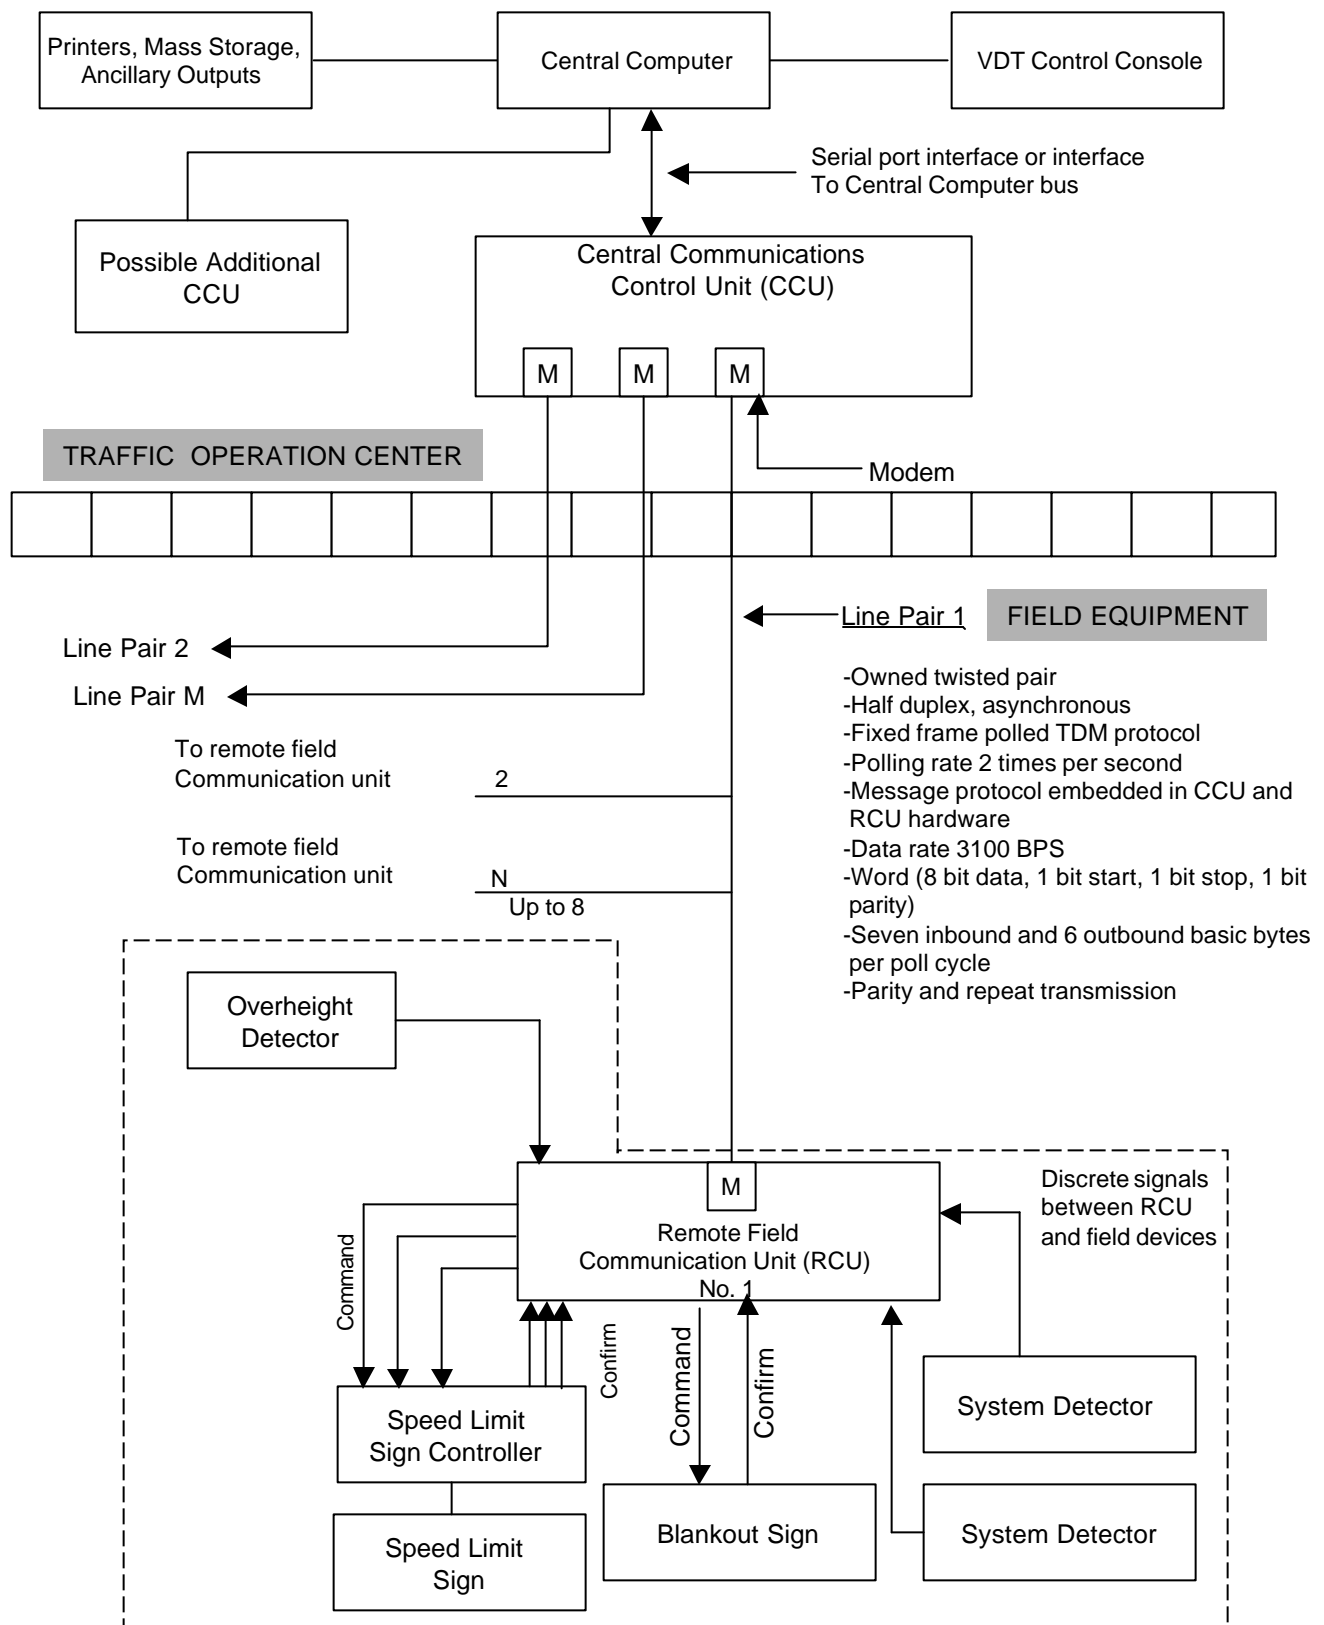 Printers, Mass Storage,
Ancillary Outputs
Central Computer
VDT Control Console
Serial port interface or interface
To Central Computer bus
Possible Additional
CCU
Central Communications
Control Unit (CCU)
M
M
M
TRAFFIC OPERATION CENTER
Modem
Line Pair 1
FIELD EQUIPMENT
Line Pair 2
Line Pair M
-Owned twisted pair
-Half duplex, asynchronous
-Fixed frame polled TDM protocol
-Polling rate 2 times per second
-Message protocol embedded in CCU and
RCU hardware
-Data rate 3100 BPS
-Word (8 bit data, 1 bit start, 1 bit stop, 1 bit
parity)
-Seven inbound and 6 outbound basic bytes
per poll cycle
-Parity and repeat transmission
To remote field
Communication unit
2
To remote field
Communication unit
N
Up to 8
Overheight
Detector
M
Remote Field
Communication Unit (RCU)
No. 1
Discrete signals
between RCU
and field devices
Command
Confirm
Command
Confirm
Speed Limit
Sign Controller
System Detector
Speed Limit
Sign
Blankout Sign
System Detector